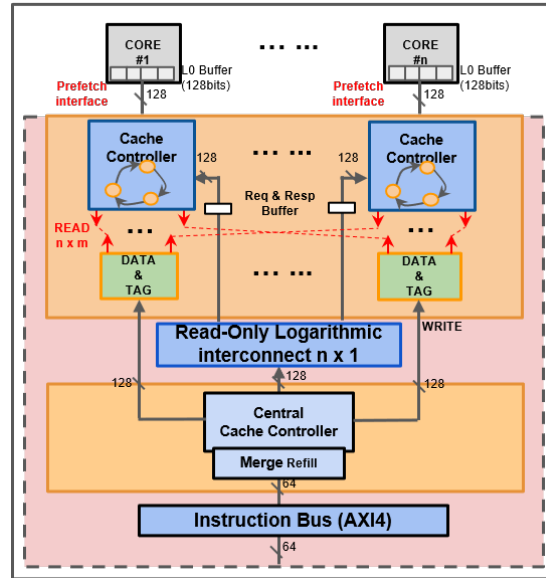 CORE
#1
... ...
CORE
#n
L0 Buffer
(128bits)
L0 Buffer
(128bits)
Prefetch
interface
128
Prefetch
interface
128
Cache
Controller
128
... ...
128
Cache
Controller
Req & Resp
Buffer
READ
n x m
...
...
DATA
&
TAG
... ...
DATA
&
TAG
WRITE
Read-Only Logarithmic
interconnect n x 1
128
128
128
Central
Cache Controller
Merge Refill
64
Instruction Bus (AXI4)
64